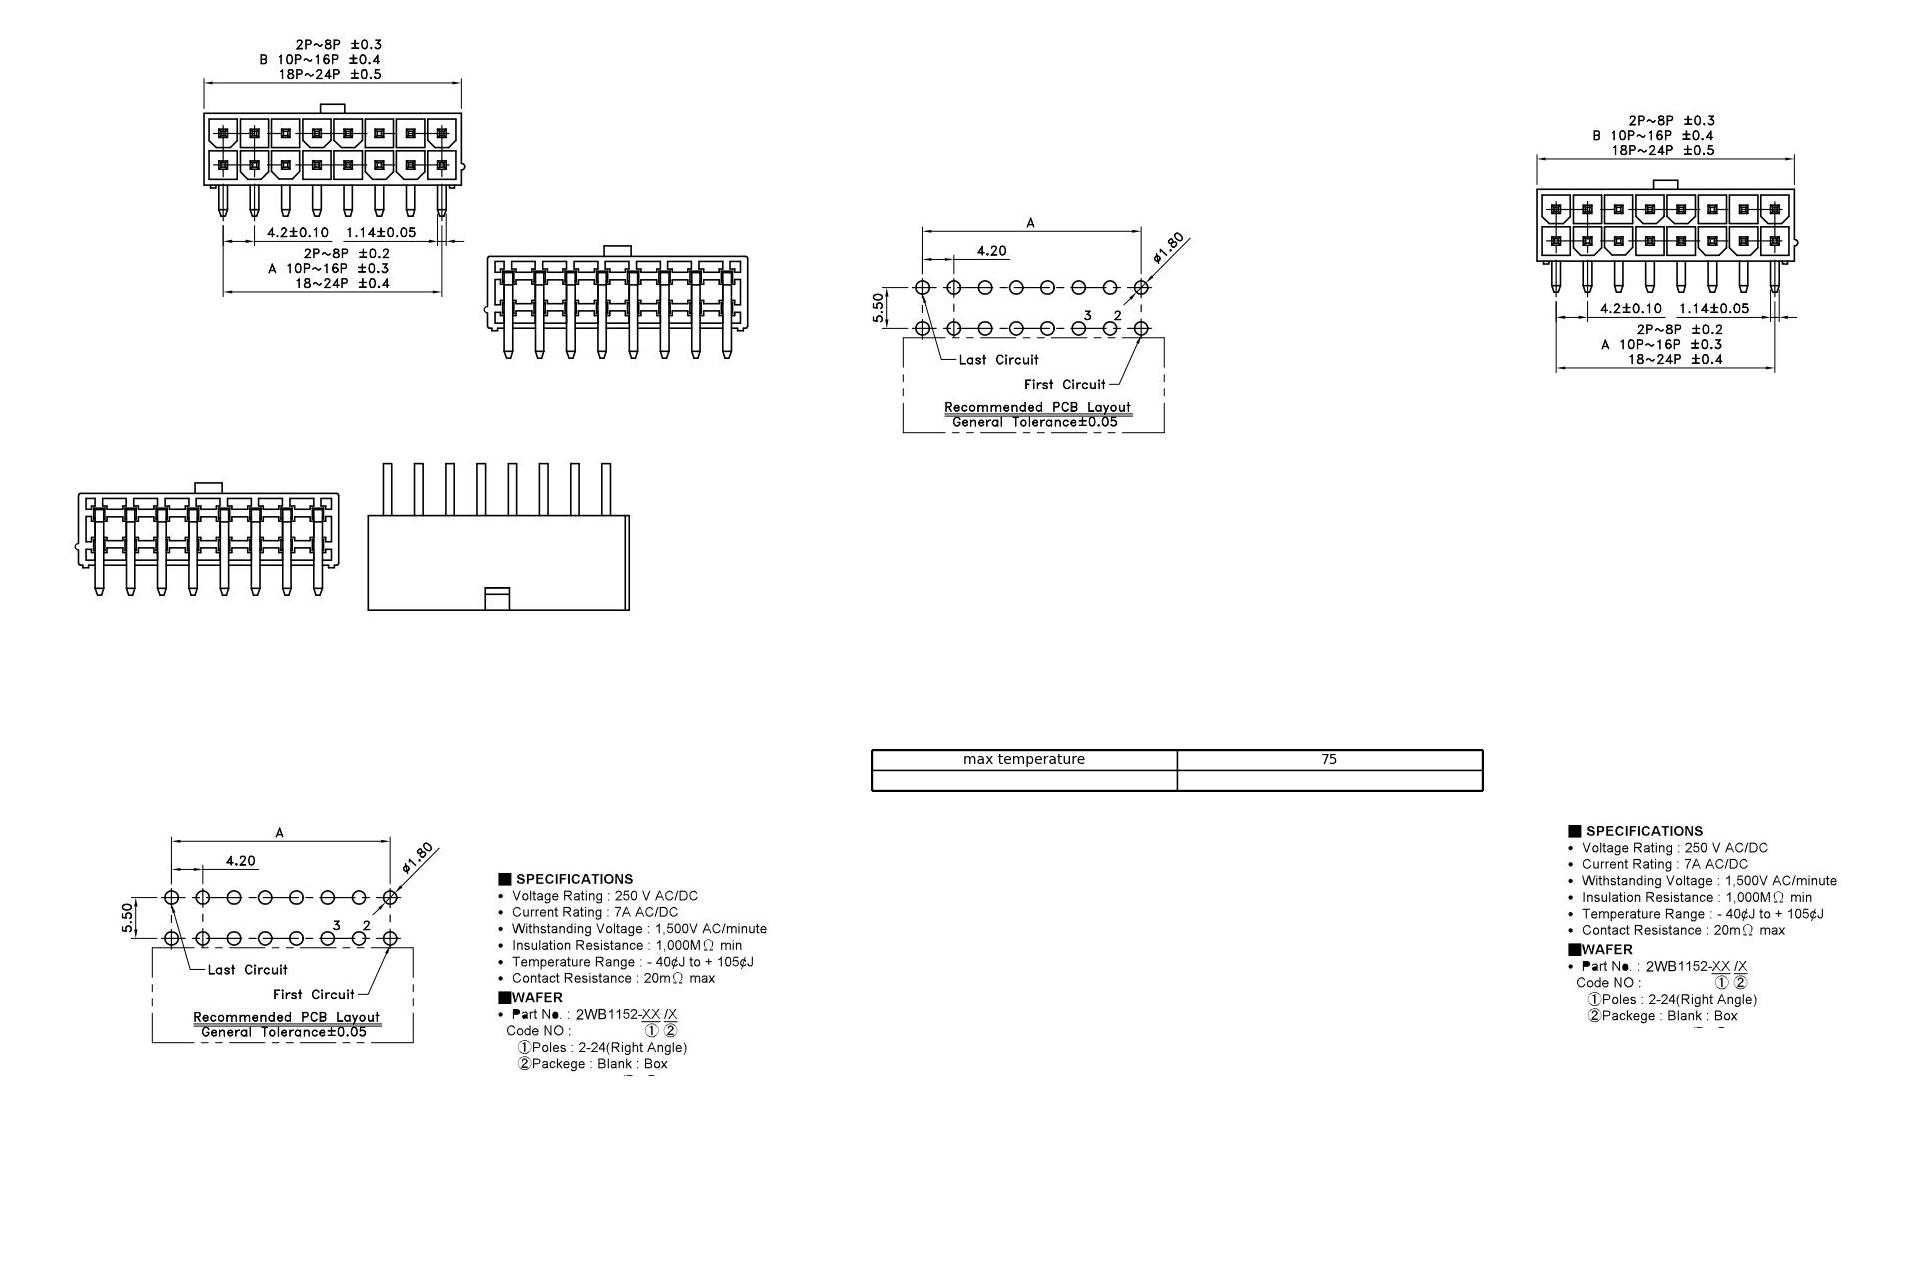 2P~8P ±0.3
B 10P~16P ±0.4
18P~24P ±0.5
4.2±0.10 1.14±0.05
2P~8P ±0.2
A 10P~16P ±0.3
18~24P ±0.4
A
4.20
ø1.80
5.50
3 2
Last Circuit
First Circuit
Recommended PCB Layout
General Tolerance±0.05
2P~8P ±0.3
B 10P~16P ±0.4
18P~24P ±0.5
4.2±0.10 1.14±0.05
2P~8P ±0.2
A 10P~16P ±0.3
18~24P ±0.4
max temperature 75
A
4.20
ø1.80
5.50
3 2
Last Circuit
First Circuit
Recommended PCB Layout
General Tolerance±0.05
■ SPECIFICATIONS
• Voltage Rating : 250 V AC/DC
• Current Rating : 7A AC/DC
• Withstanding Voltage : 1,500V AC/minute
• Insulation Resistance : 1,000MΩ min
• Temperature Range : - 40¢J to + 105¢J
• Contact Resistance : 20mΩ max
■WAFER
• Part No. : 2WB1152-XX /X
Code NO : ① ②
①Poles : 2-24(Right Angle)
②Packege : Blank : Box
■ SPECIFICATIONS
• Voltage Rating : 250 V AC/DC
• Current Rating : 7A AC/DC
• Withstanding Voltage : 1,500V AC/minute
• Insulation Resistance : 1,000MΩ min
• Temperature Range : - 40¢J to + 105¢J
• Contact Resistance : 20mΩ max
■WAFER
• Part No. : 2WB1152-XX /X
Code NO : ① ②
①Poles : 2-24(Right Angle)
②Packege : Blank : Box